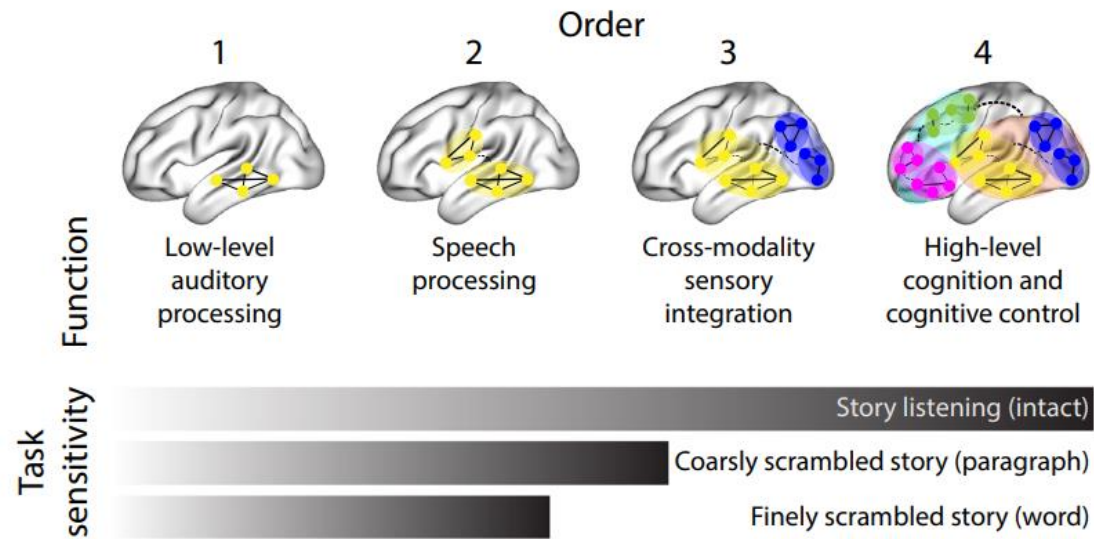 Order
1 2 3 4
Function
Low-level
auditory
processing
Speech
processing
Cross-modality
sensory
integration
High-level
cognition and
cognitive control
Task
sensitivity
Story listening (intact)
Coarsly scrambled story (paragraph)
Finely scrambled story (word)